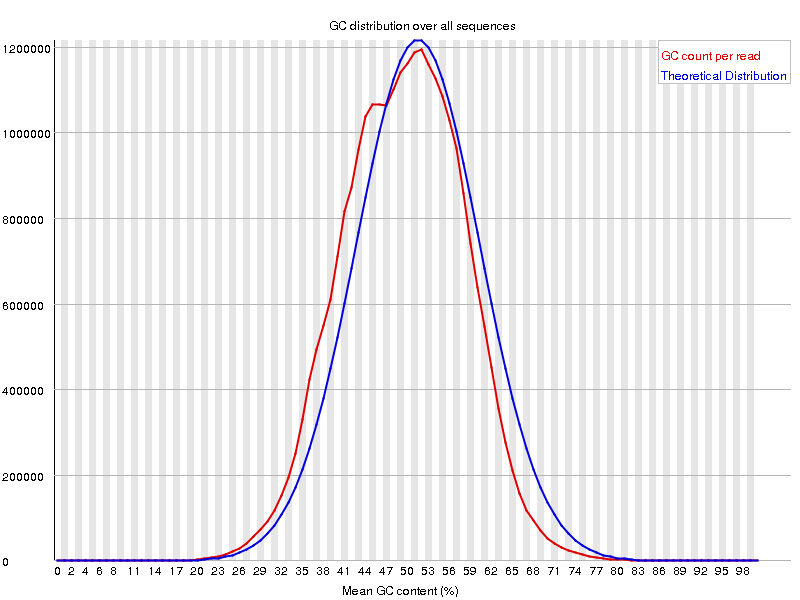 GC distribution over all sequences
GC count per read
Theoretical Distribution
1200000
1000000
800000
600000
400000
200000
0
0 2 4 6 8 11 14 17 20 23 26 29 32 35 38 41 44 47 50 53 56 59 62 65 68 71 74 77 80 83 86 89 92 95 98
Mean GC content (%)